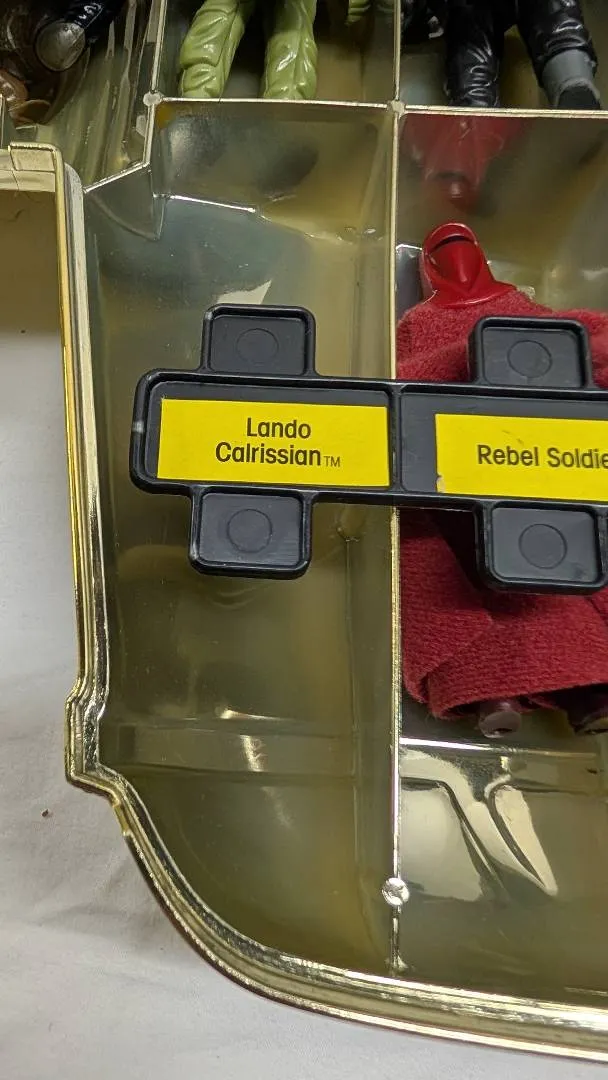 Lando
Calrissian™
Rebel Soldie